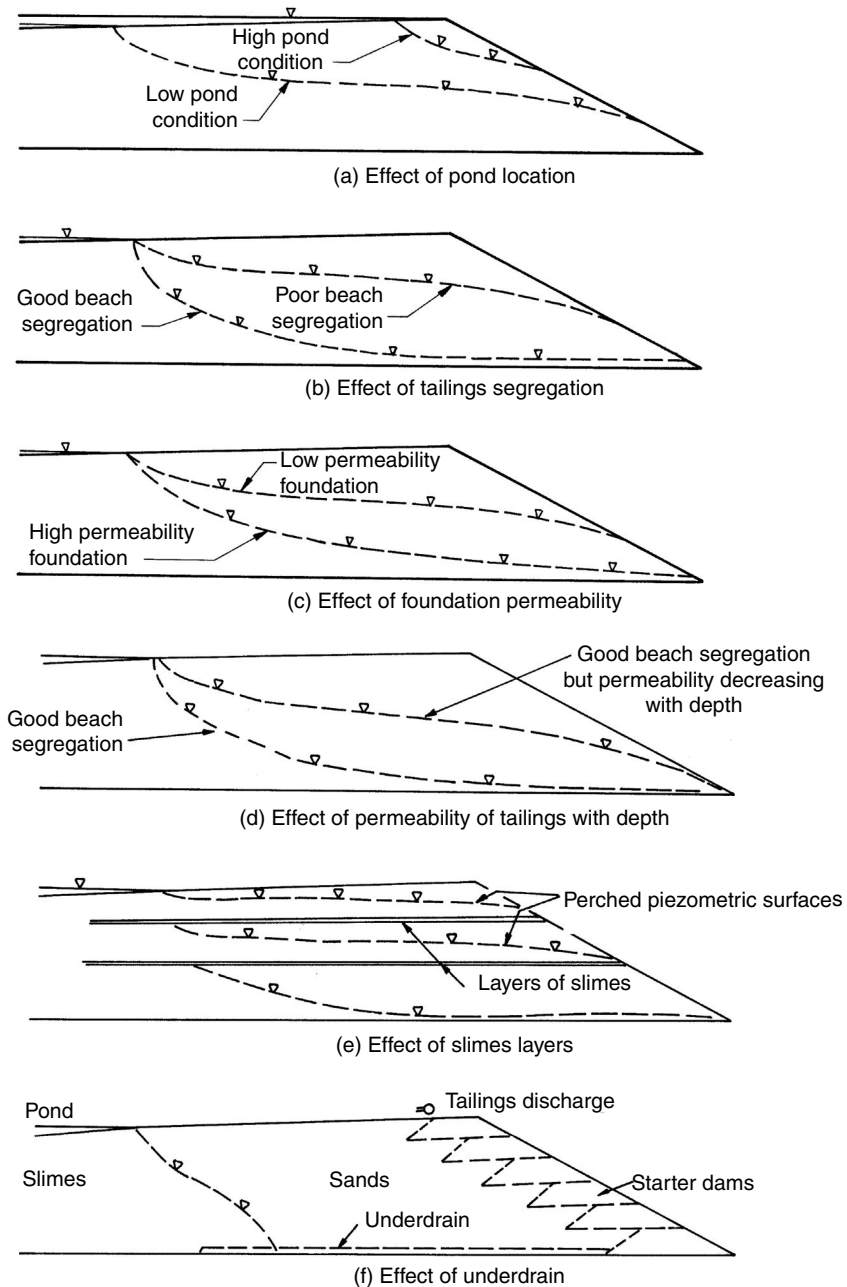 High pond
condition
Low pond
condition
(a) Effect of pond location
Good beach
segregation
Poor beach
segregation
(b) Effect of tailings segregation
Low permeability
foundation
High permeability
foundation
(c) Effect of foundation permeability
Good beach segregation
but permeability decreasing
with depth
Good beach
segregation
(d) Effect of permeability of tailings with depth
Perched piezometric surfaces
Layers of slimes
(e) Effect of slimes layers
Tailings discharge
Pond
Slimes
Sands
Starter dams
Underdrain
(f) Effect of underdrain